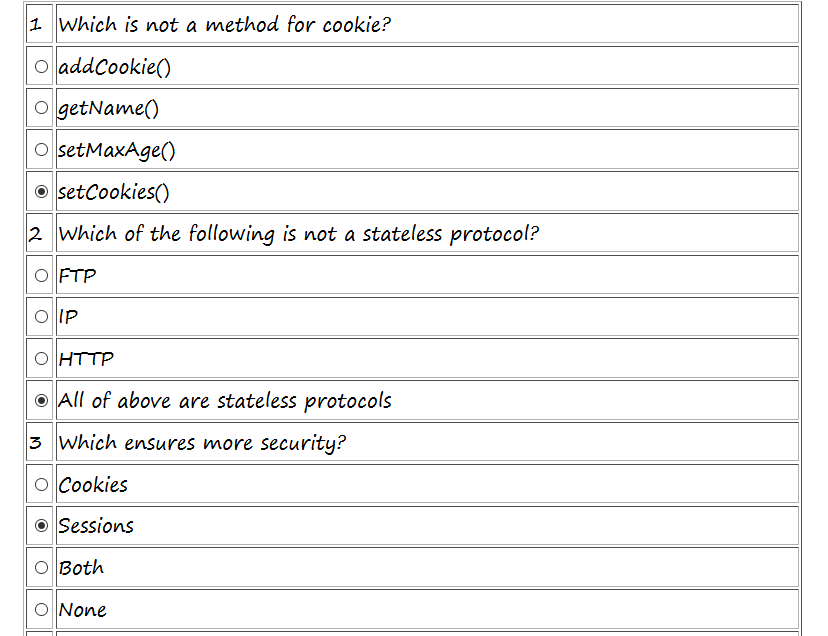 1 Which is not a method for cookie?
addCookie()
getName()
setMaxAge()
setCookies()
2 Which of the following is not a stateless protocol?
FTP
IP
HTTP
All of above are stateless protocols
3 Which ensures more security?
Cookies
Sessions
Both
None